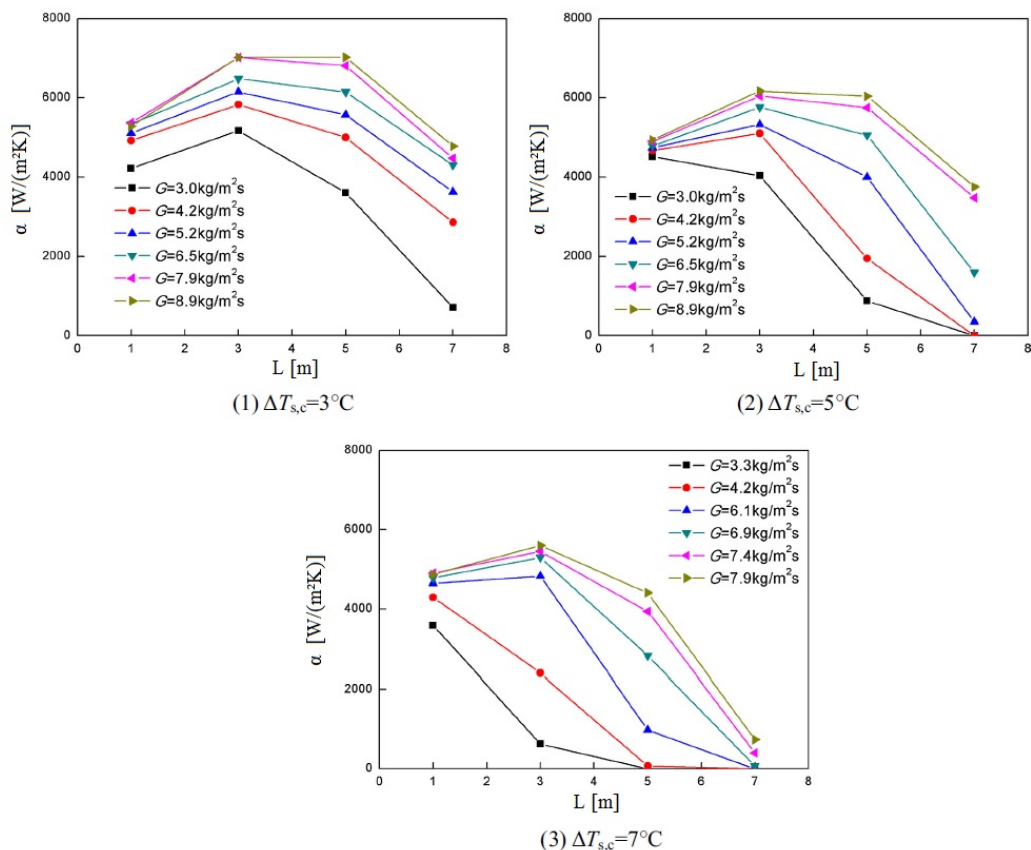 8000
6000
4000
2000
0
α [W/(m²K]
G=3.0kg/m²s
G=4.2kg/m²s
G=5.2kg/m²s
G=6.5kg/m²s
G=7.9kg/m²s
G=8.9kg/m²s
0 1 2 3 4 5 6 7 8
L [m]
(1) ΔTs,c=3°C
8000
6000
4000
2000
0
α [W/(m²K]
G=3.0kg/m²s
G=4.2kg/m²s
G=5.2kg/m²s
G=6.5kg/m²s
G=7.9kg/m²s
G=8.9kg/m²s
0 1 2 3 4 5 6 7 8
L [m]
(2) ΔTs,c=5°C
8000
6000
4000
2000
0
α [W/(m²K]
G=3.3kg/m²s
G=4.2kg/m²s
G=6.1kg/m²s
G=6.9kg/m²s
G=7.4kg/m²s
G=7.9kg/m²s
0 1 2 3 4 5 6 7 8
L [m]
(3) ΔTs,c=7°C